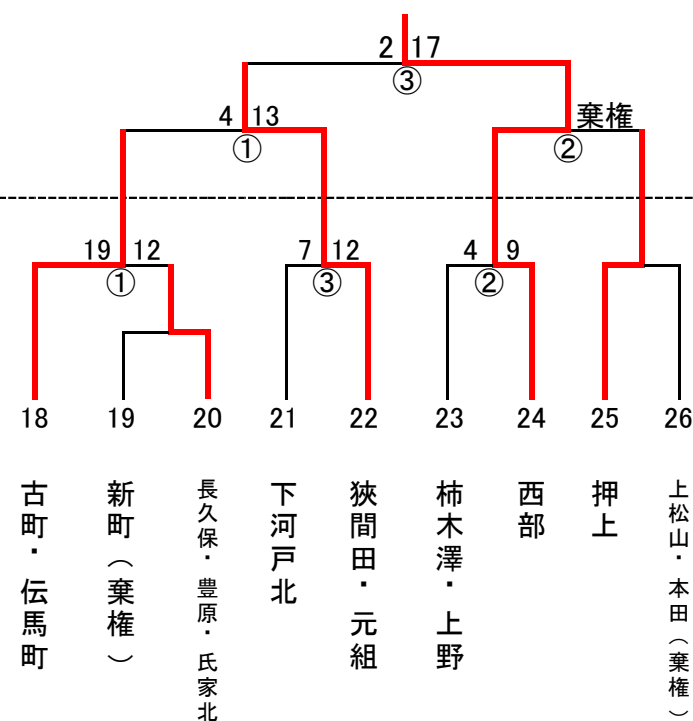 2 17
③
4 13
①
棄権
②
19 12
①
7 12
③
4 9
②
18 19 20 21 22 23 24 25 26
古町・伝馬町
新町（棄権）
長久保・豊原・氏家北
下河戸北
狹間田・元組
柿木澤・上野
西部
押上
上松山・本田（棄権）